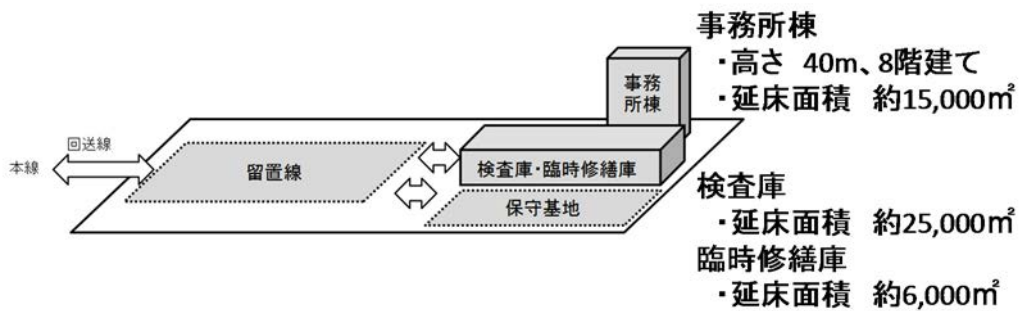 事務所棟
・高さ 40m、8階建て
・延床面積 約15,000㎡
事務
所棟
回送線
本線
留置線
検査庫・臨時修繕庫
保守基地
検査庫
・延床面積 約25,000㎡
臨時修繕庫
・延床面積 約6,000㎡